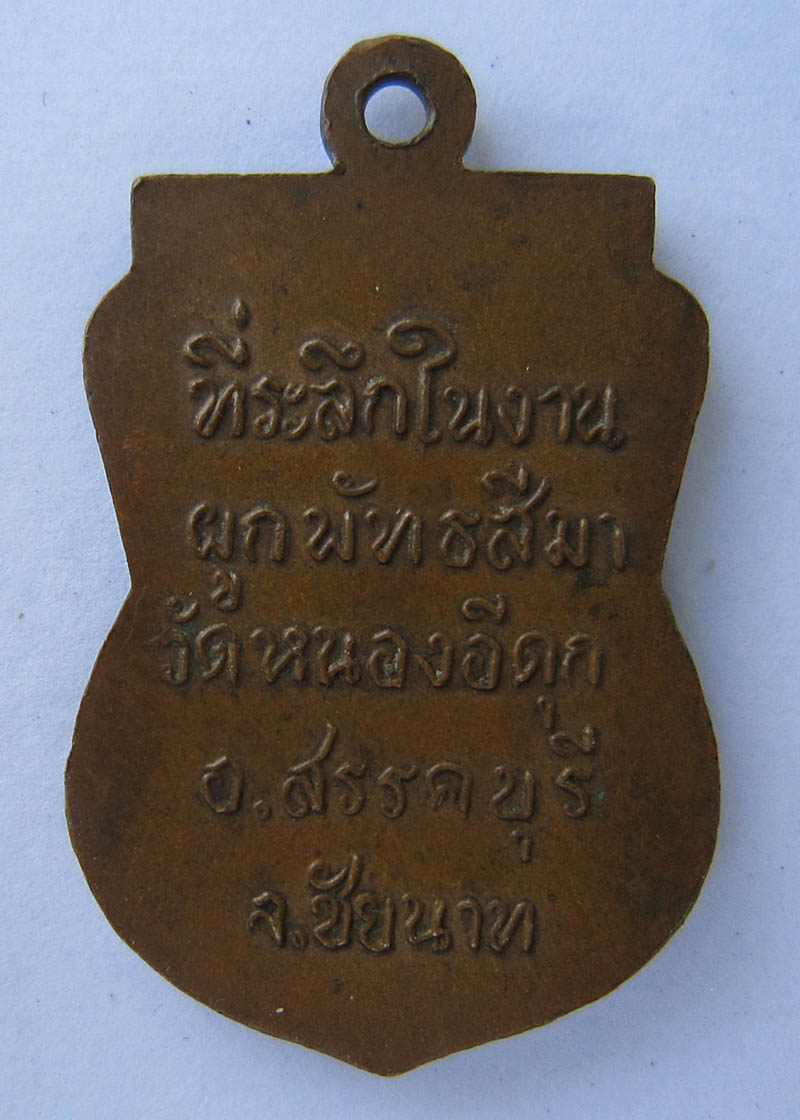 ที่ระลึกในงาน
ผูกพัทธสีมา
วัดหนองอีดุก
อ.สรรคบุรี
จ.ชัยนาท